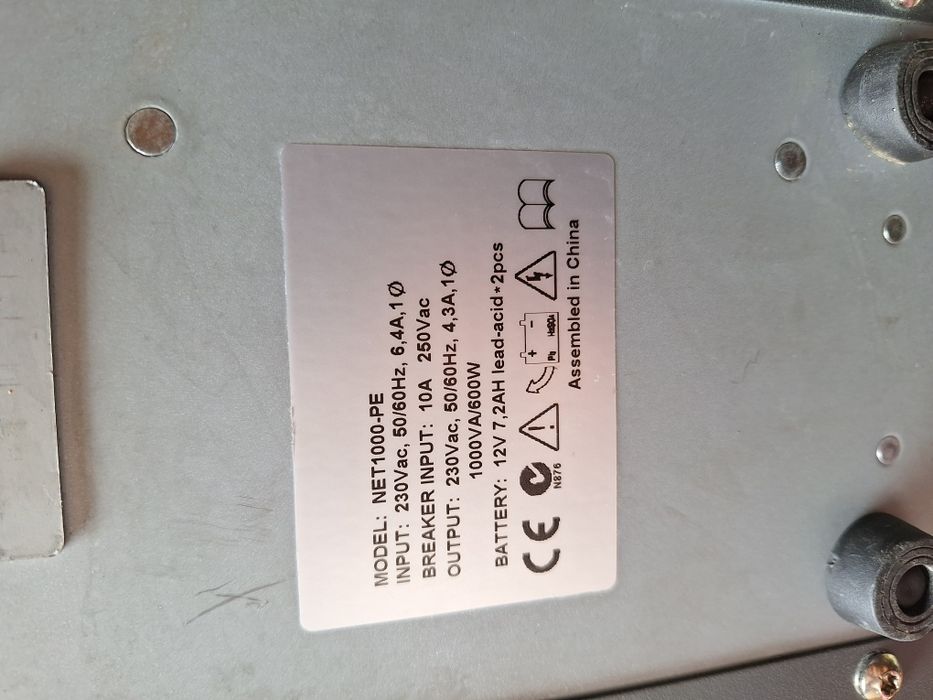 MODEL: NET1000-PE
INPUT: 230Vac, 50/60Hz, 6,4A,1Ø
BREAKER INPUT: 10A 250Vac
OUTPUT: 230Vac, 50/60Hz, 4,3A,1Ø
1000VA/600W
BATTERY: 12V 7,2AH lead-acid*2pcs
CE N876 Pb H2SO4
Assembled in China